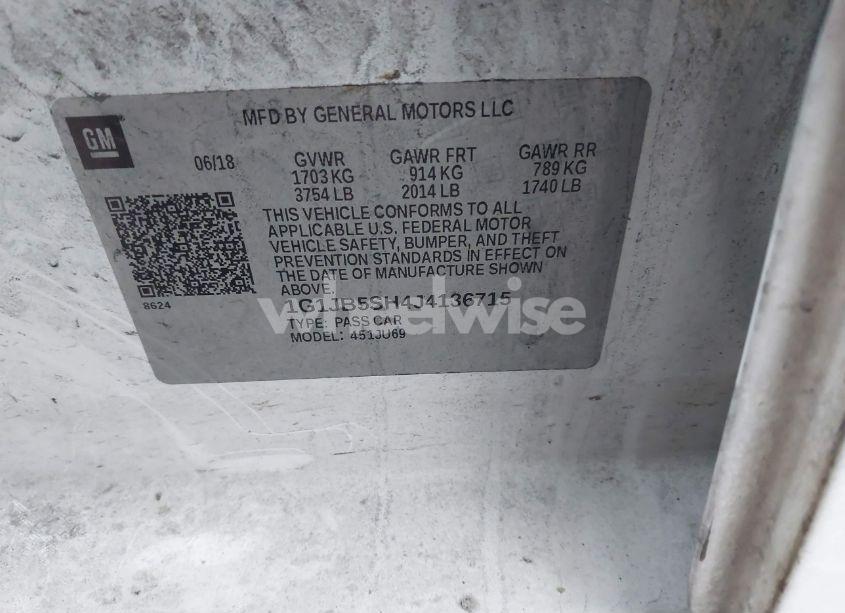 MFD BY GENERAL MOTORS LLC
GM
06/18 GVWR GAWR FRT GAWR RR
1703 KG 914 KG 789 KG
3754 LB 2014 LB 1740 LB
THIS VEHICLE CONFORMS TO ALL
APPLICABLE U.S. FEDERAL MOTOR
VEHICLE SAFETY, BUMPER, AND THEFT
PREVENTION STANDARDS IN EFFECT ON
THE DATE OF MANUFACTURE SHOWN
ABOVE.
8624
1G1JB5SH4J4136715
TYPE: PASS CAR
MODEL: 451JU69
wheelwise